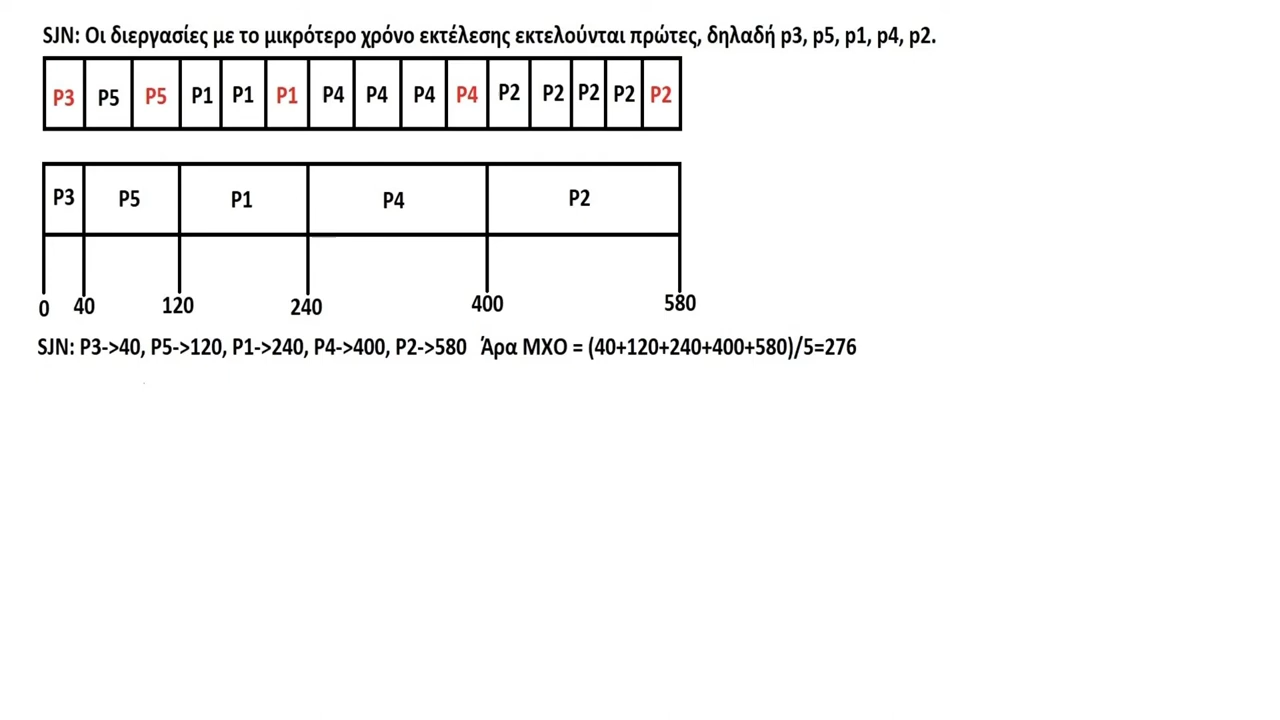 SJN: Οι διεργασίες με το μικρότερο χρόνο εκτέλεσης εκτελούνται πρώτες, δηλαδή p3, p5, p1, p4, p2.
P3 P5 P5 P1 P1 P1 P4 P4 P4 P4 P2 P2 P2 P2 P2
P3 P5 P1 P4 P2
0 40 120 240 400 580
SJN: P3->40, P5->120, P1->240, P4->400, P2->580 Άρα ΜΧΟ = (40+120+240+400+580)/5=276